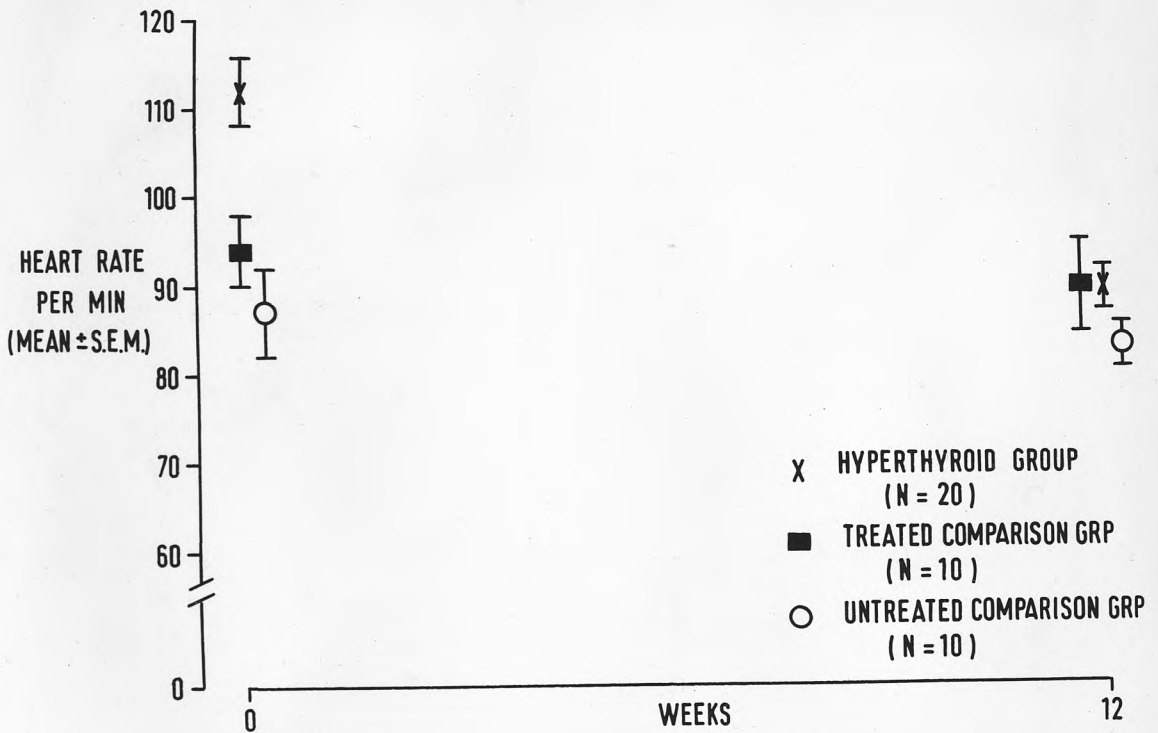 120
110
100
90
80
70
60
0
HEART RATE
PER MIN
(MEAN ± S.E.M.)
X HYPERTHYROID GROUP
(N = 20)
TREATED COMPARISON GRP
(N = 10)
UNTREATED COMPARISON GRP
(N = 10)
0 WEEKS 12